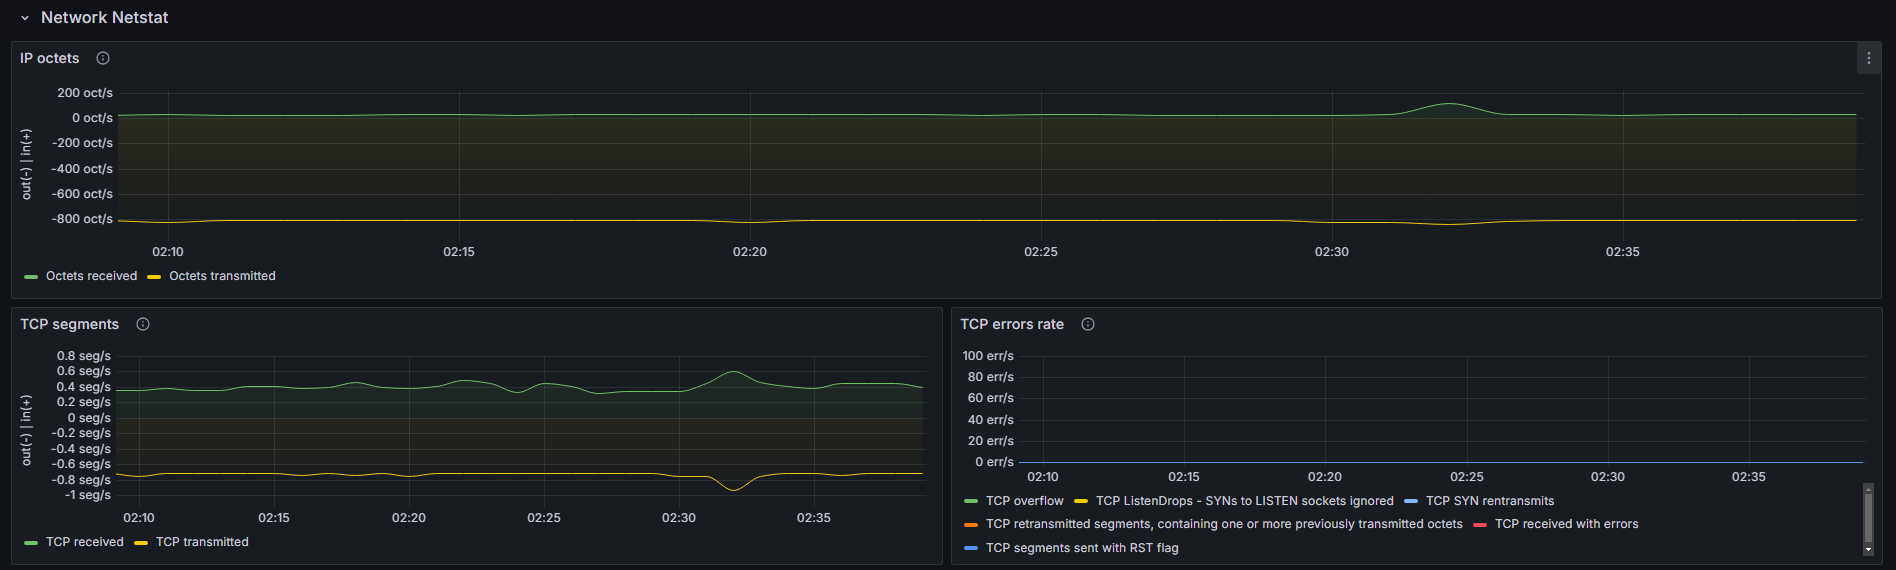 Network Netstat
IP octets
out(-) | in(+)
200 oct/s
0 oct/s
-200 oct/s
-400 oct/s
-600 oct/s
-800 oct/s
02:10 02:15 02:20 02:25 02:30 02:35
Octets received Octets transmitted
TCP segments
out(-) | in(+)
0.8 seg/s
0.6 seg/s
0.4 seg/s
0.2 seg/s
0 seg/s
-0.2 seg/s
-0.4 seg/s
-0.6 seg/s
-0.8 seg/s
-1 seg/s
02:10 02:15 02:20 02:25 02:30 02:35
TCP received TCP transmitted
TCP errors rate
100 err/s
80 err/s
60 err/s
40 err/s
20 err/s
0 err/s
02:10 02:15 02:20 02:25 02:30 02:35
TCP overflow TCP ListenDrops - SYNs to LISTEN sockets ignored TCP SYN rentransmits
TCP retransmitted segments, containing one or more previously transmitted octets TCP received with errors
TCP segments sent with RST flag